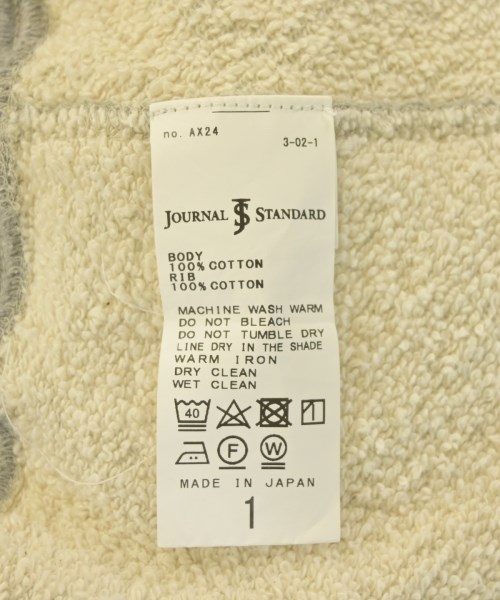 no. AX24
3-02-1
JOURNAL JS STANDARD
BODY
100% COTTON
RIB
100% COTTON
MACHINE WASH WARM
DO NOT BLEACH
DO NOT TUMBLE DRY
LINE DRY IN THE SHADE
WARM IRON
DRY CLEAN
WET CLEAN
40
F W
MADE IN JAPAN
1